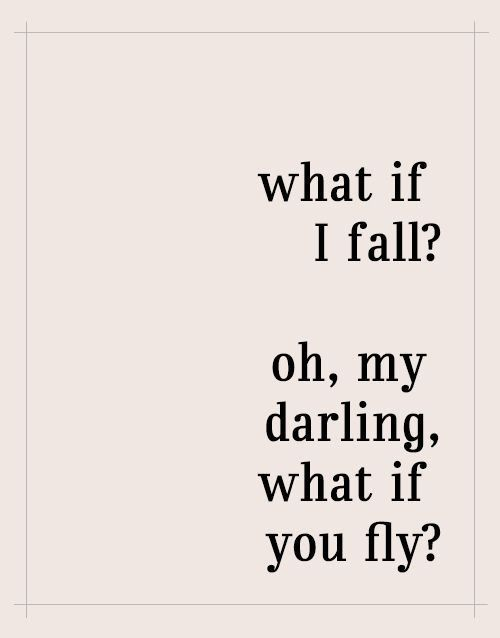 what if
I fall?
oh, my
darling,
what if
you fly?